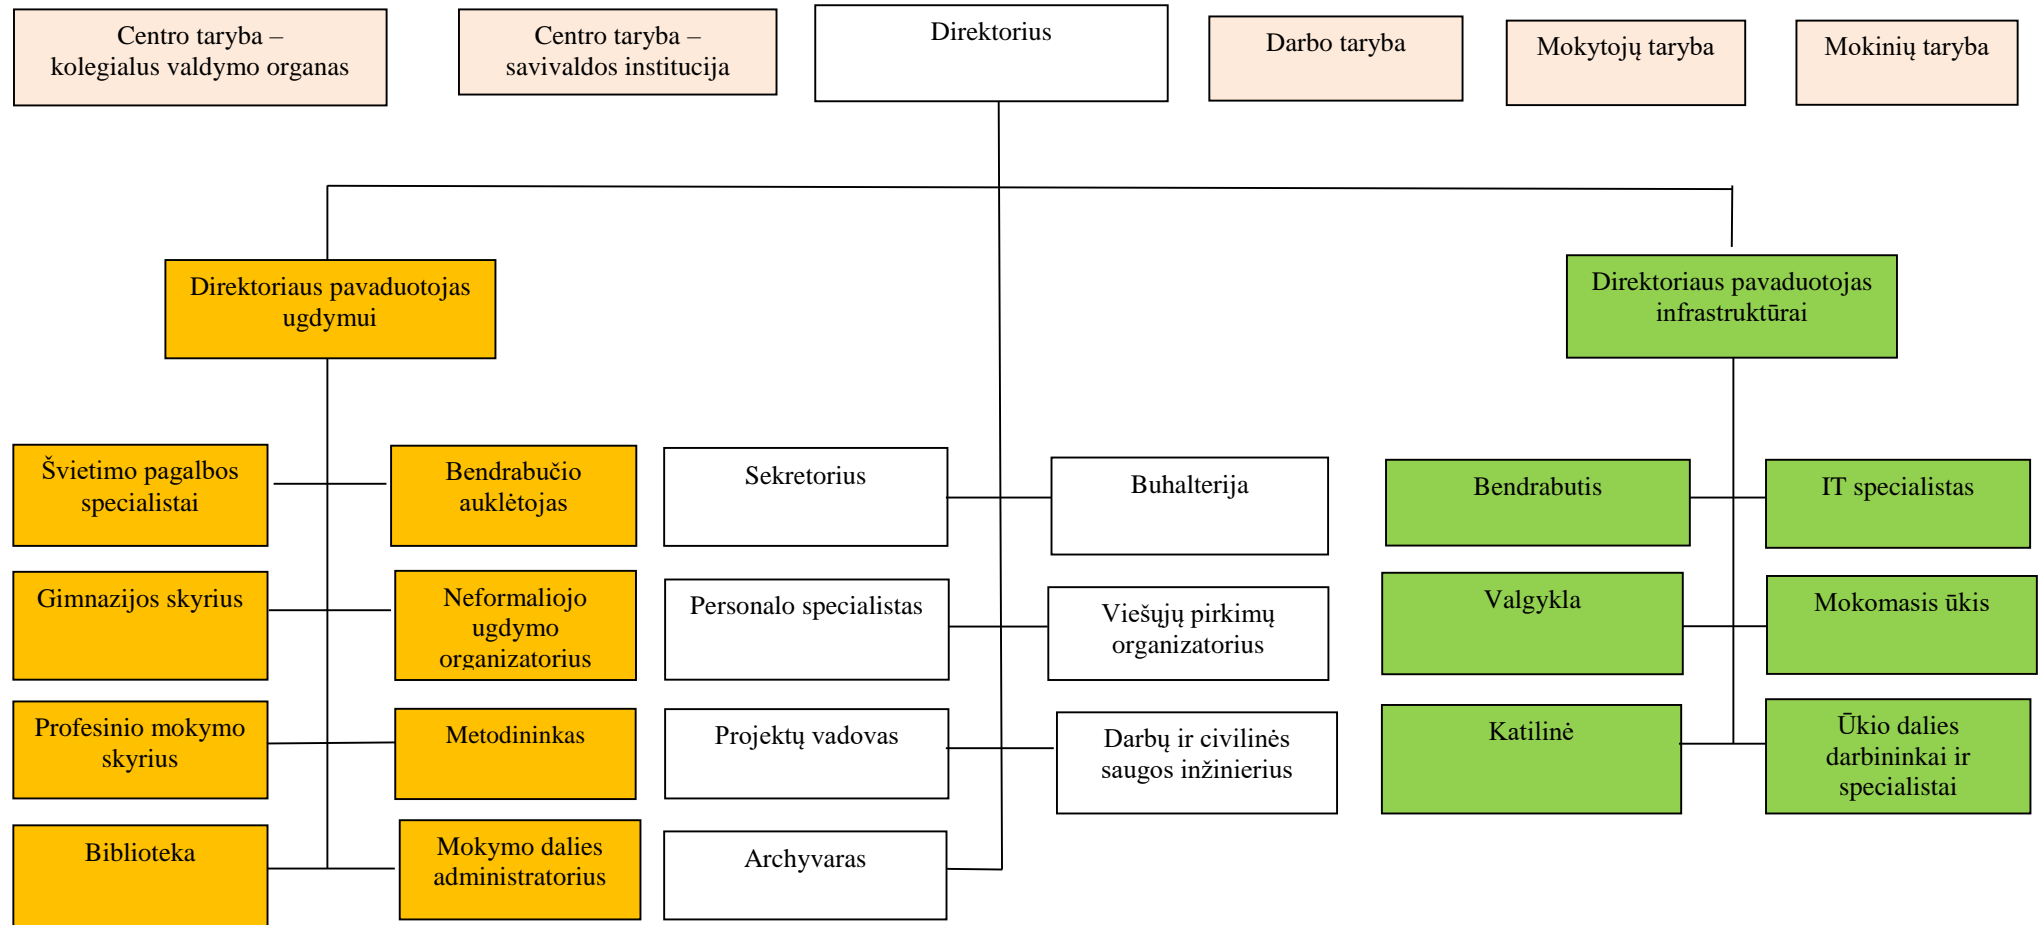 Centro taryba –
kolegialus valdymo organas
Centro taryba –
savivaldos institucija
Direktorius
Darbo taryba
Mokytojų taryba
Mokinių taryba
Direktoriaus pavaduotojas
ugdymui
Direktoriaus pavaduotojas
infrastruktūrai
Švietimo pagalbos
specialistai
Bendrabučio
auklėtojas
Sekretorius
Buhalterija
Bendrabutis
IT specialistas
Gimnazijos skyrius
Neformaliojo
ugdymo
organizatorius
Personalo specialistas
Viešųjų pirkimų
organizatorius
Valgykla
Mokomasis ūkis
Profesinio mokymo
skyrius
Metodininkas
Projektų vadovas
Darbų ir civilinės
saugos inžinierius
Katilinė
Ūkio dalies
darbininkai ir
specialistai
Biblioteka
Mokymo dalies
administratorius
Archyvaras